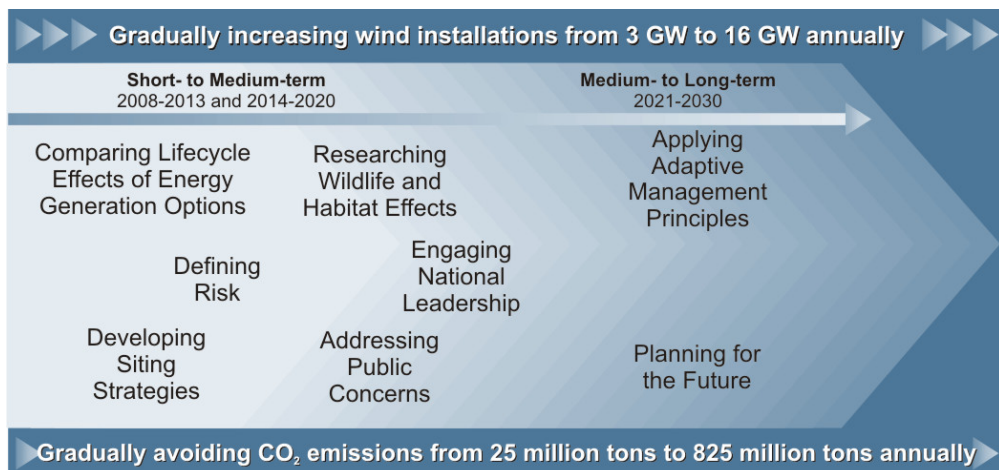 Gradually increasing wind installations from 3 GW to 16 GW annually
Short- to Medium-term
2008-2013 and 2014-2020
Medium- to Long-term
2021-2030
Comparing Lifecycle
Effects of Energy
Generation Options
Researching
Wildlife and
Habitat Effects
Applying
Adaptive
Management
Principles
Defining
Risk
Engaging
National
Leadership
Developing
Siting
Strategies
Addressing
Public
Concerns
Planning for
the Future
Gradually avoiding CO₂ emissions from 25 million tons to 825 million tons annually